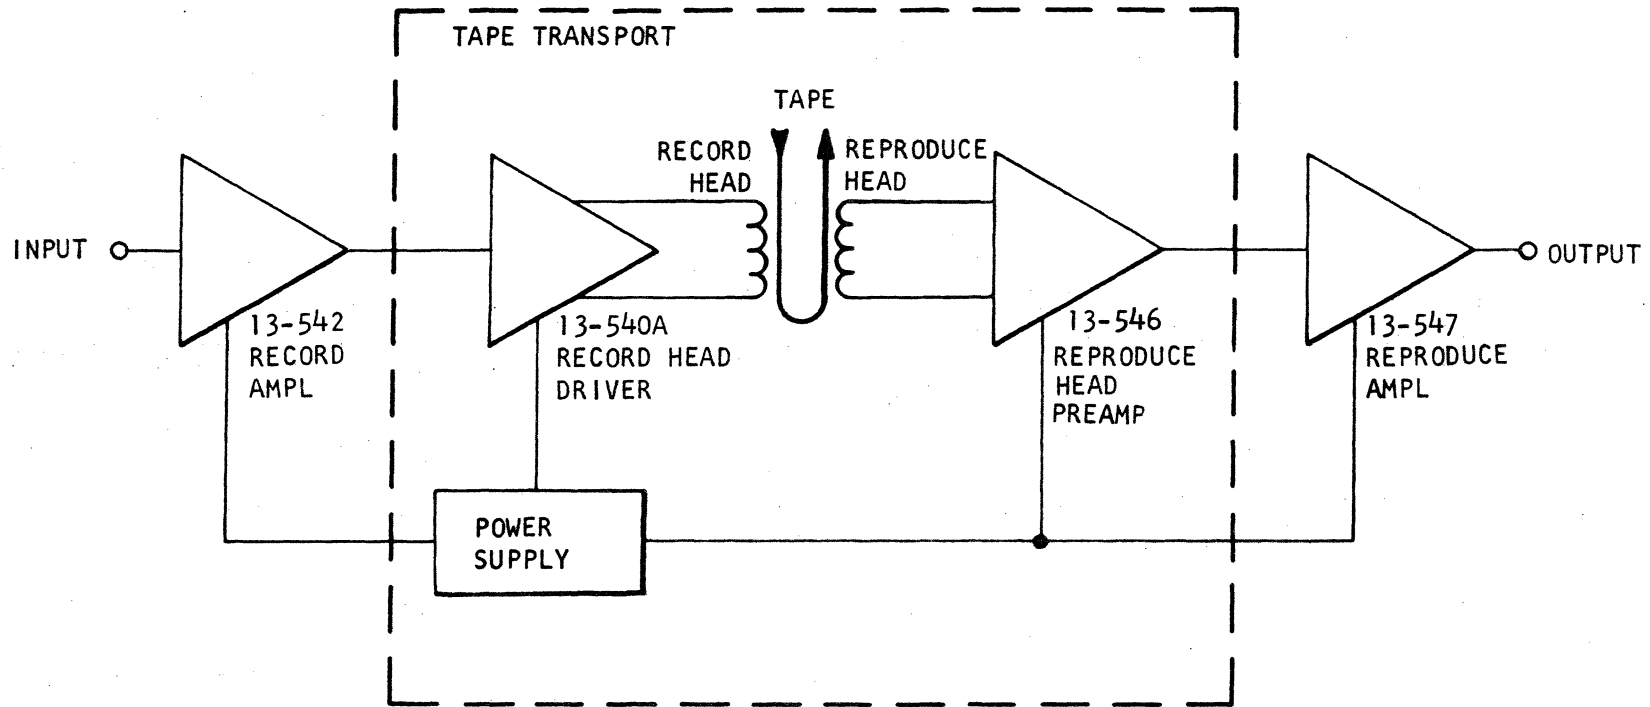 TAPE TRANSPORT
TAPE
RECORD
HEAD
REPRODUCE
HEAD
INPUT
OUTPUT
13-542
RECORD
AMPL
13-540A
RECORD HEAD
DRIVER
13-546
REPRODUCE
HEAD
PREAMP
13-547
REPRODUCE
AMPL
POWER
SUPPLY